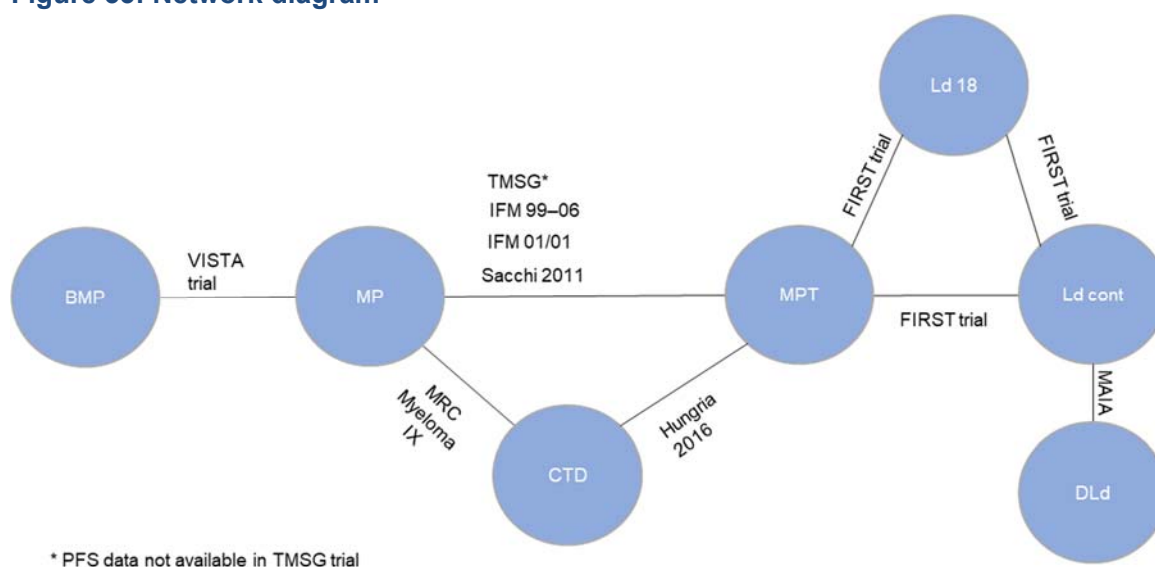 Figure
Network diagram
Ld 18
FIRST trial
FIRST trial
TMSG*
IFM 99–06
IFM 01/01
Sacchi 2011
VISTA
trial
BMP
MP
MPT
Ld cont
FIRST trial
MRC
Myeloma
IX
Hungria
2016
MAIA
CTD
DLd
* PFS data not available in TMSG trial